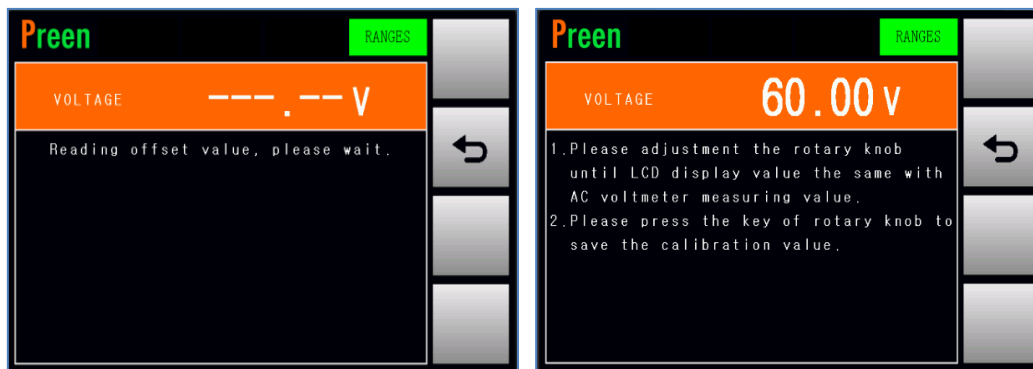 Preen
RANGES
VOLTAGE ---.-- V
Reading offset value, please wait.
Preen
RANGES
VOLTAGE 60.00 V
1.Please adjustment the rotary knob
until LCD display value the same with
AC voltmeter measuring value.
2.Please press the key of rotary knob to
save the calibration value.